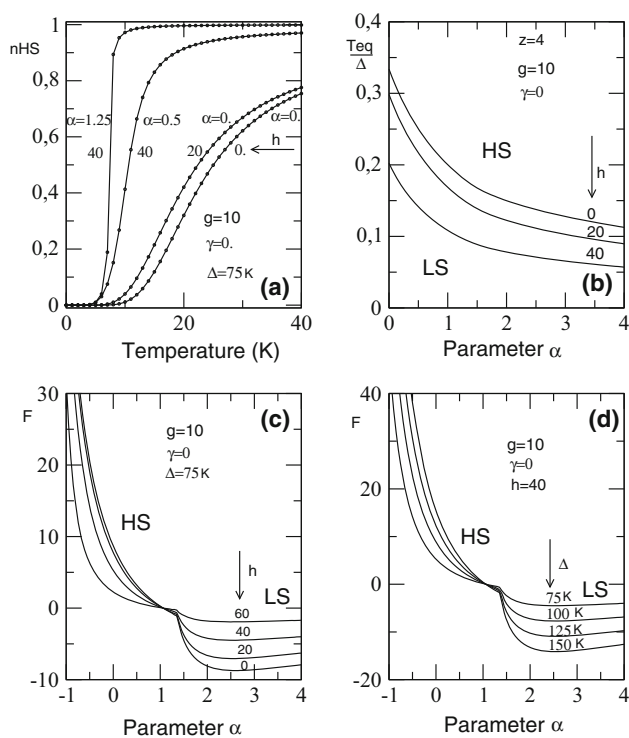 (a)
nHS
1
0,8
0,6
0,4
0,2
0
α=1.25
α=0.5
α=0.
α=0.
40
40
20
0.
h
g=10
γ=0.
Δ=75K
0
20
40
Temperature (K)
(b)
Teq
Δ
0,4
0,3
0,2
0,1
0
z=4
g=10
γ=0
HS
h
0
20
40
LS
0
1
2
3
4
Parameter α
(c)
F
30
20
10
0
-10
g=10
γ=0
Δ=75K
HS
h
LS
60
40
20
0
-1
0
1
2
3
4
Parameter α
(d)
F
40
20
0
-20
g=10
γ=0
h=40
HS
Δ
LS
75K
100 K
125K
150K
-1
0
1
2
3
4
Parameter α